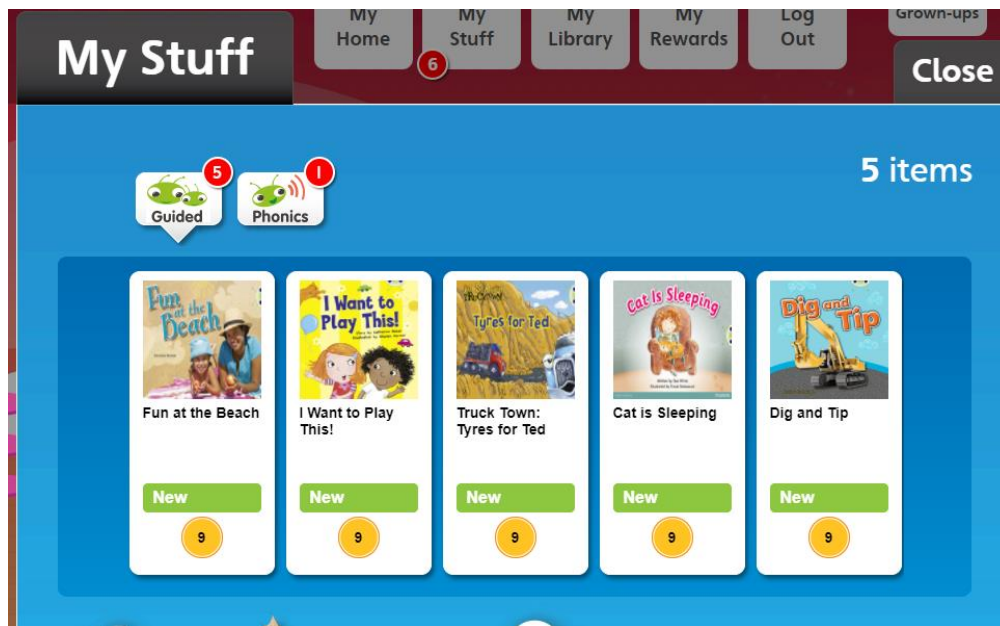 My Stuff
My Home
My Stuff
6
My Library
My Rewards
Log Out
Grown-ups
Close
Guided
5
Phonics
1
5 items
Fun
at the
Beach
I Want to
Play This!
Tyres for Ted
Cat Is Sleeping
Dig and
Tip
Fun at the Beach
I Want to Play
This!
Truck Town:
Tyres for Ted
Cat is Sleeping
Dig and Tip
New
New
New
New
New
9
9
9
9
9